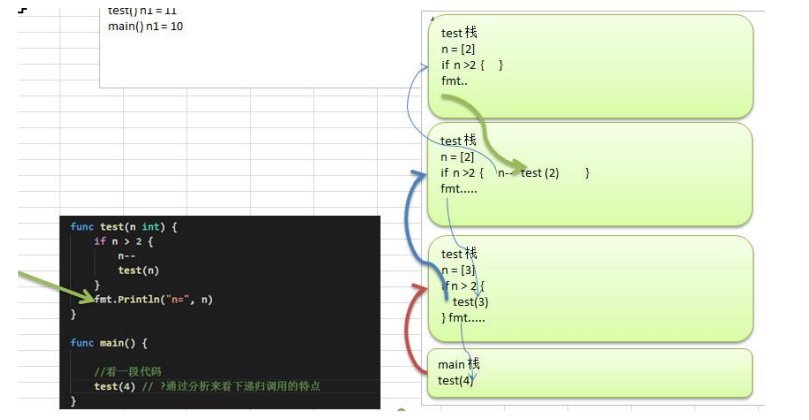 test() n1 = 11
main() n1 = 10
test 栈
n = [2]
if n >2 { }
fmt..
test 栈
n = [2]
if n >2 { n-- test (2) }
fmt.....
test 栈
n = [3]
if n > 2 {
test(3)
} fmt.....
main 栈
test(4)
func test(n int) {
if n > 2 {
n--
test(n)
}
fmt.Println("n=", n)
}
func main() {
//看一段代码
test(4) // ?通过分析来看下递归调用的特点
}